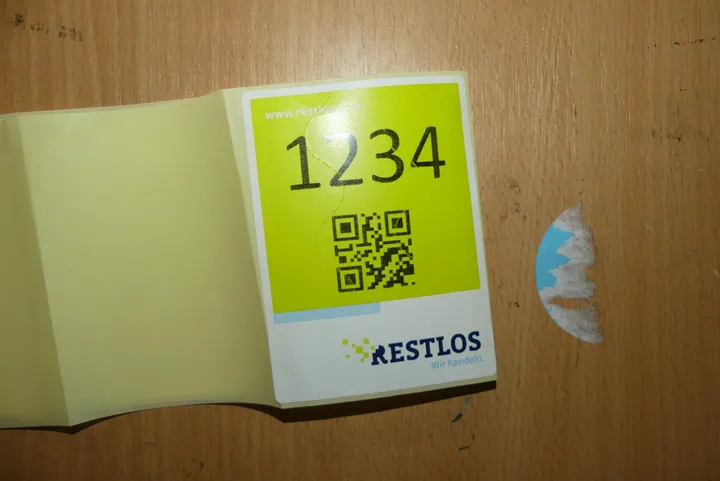 1234
RESTLOS
Wir handeln.